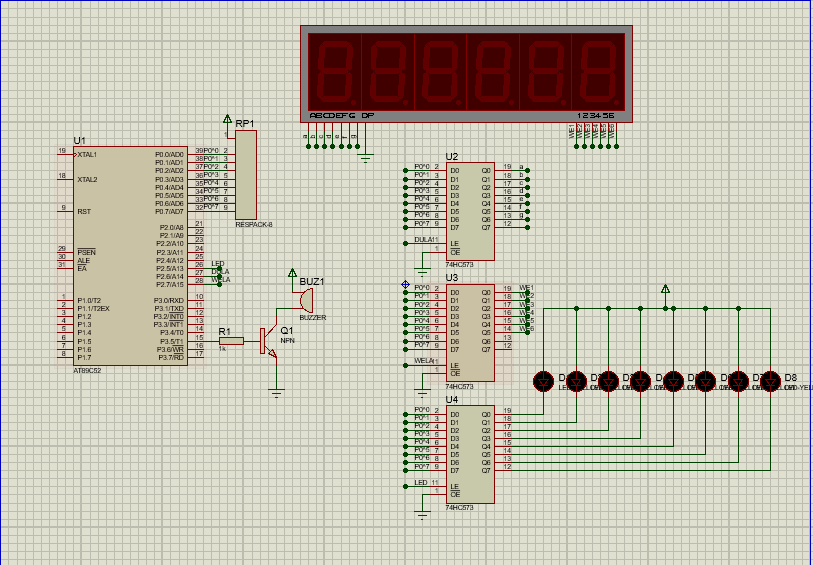 ABCDEFG DP
123456
a
b
c
d
e
f
g
WE1
WE2
WE3
WE4
WE5
WE6
U1
19 XTAL1
18 XTAL2
9 RST
29 PSEN
30 ALE
31 EA
1 P1.0/T2
2 P1.1/T2EX
3 P1.2
4 P1.3
5 P1.4
6 P1.5
7 P1.6
8 P1.7
P0.0/AD0 39 P0*0
P0.1/AD1 38 P0*1
P0.2/AD2 37 P0*2
P0.3/AD3 36 P0*3
P0.4/AD4 35 P0*4
P0.5/AD5 34 P0*5
P0.6/AD6 33 P0*6
P0.7/AD7 32 P0*7
P2.0/A8 21
P2.1/A9 22
P2.2/A10 23
P2.3/A11 24
P2.4/A12 25
P2.5/A13 26 LED
P2.6/A14 27 DULA
P2.7/A15 28 WELA
P3.0/RXD 10
P3.1/TXD 11
P3.2/INT0 12
P3.3/INT1 13
P3.4/T0 14
P3.5/T1 15
P3.6/WR 16
P3.7/RD 17
AT89C52
RP1
1
2
3
4
5
6
7
8
9
RESPACK-8
BUZ1
BUZZER
R1
1k
Q1
NPN
U2
P0*0 2 D0 Q0 19 a
P0*1 3 D1 Q1 18 b
P0*2 4 D2 Q2 17 c
P0*3 5 D3 Q3 16 d
P0*4 6 D4 Q4 15 e
P0*5 7 D5 Q5 14 f
P0*6 8 D6 Q6 13 g
P0*7 9 D7 Q7 12
DULA 11 LE
1 OE
74HC573
U3
P0*0 2 D0 Q0 19 WE1
P0*1 3 D1 Q1 18 WE2
P0*2 4 D2 Q2 17 WE3
P0*3 5 D3 Q3 16 WE4
P0*4 6 D4 Q4 15 WE5
P0*5 7 D5 Q5 14 WE6
P0*6 8 D6 Q6 13
P0*7 9 D7 Q7 12
WELA 11 LE
1 OE
74HC573
U4
P0*0 2 D0 Q0 19
P0*1 3 D1 Q1 18
P0*2 4 D2 Q2 17
P0*3 5 D3 Q3 16
P0*4 6 D4 Q4 15
P0*5 7 D5 Q5 14
P0*6 8 D6 Q6 13
P0*7 9 D7 Q7 12
LED 11 LE
1 OE
74HC573
D8